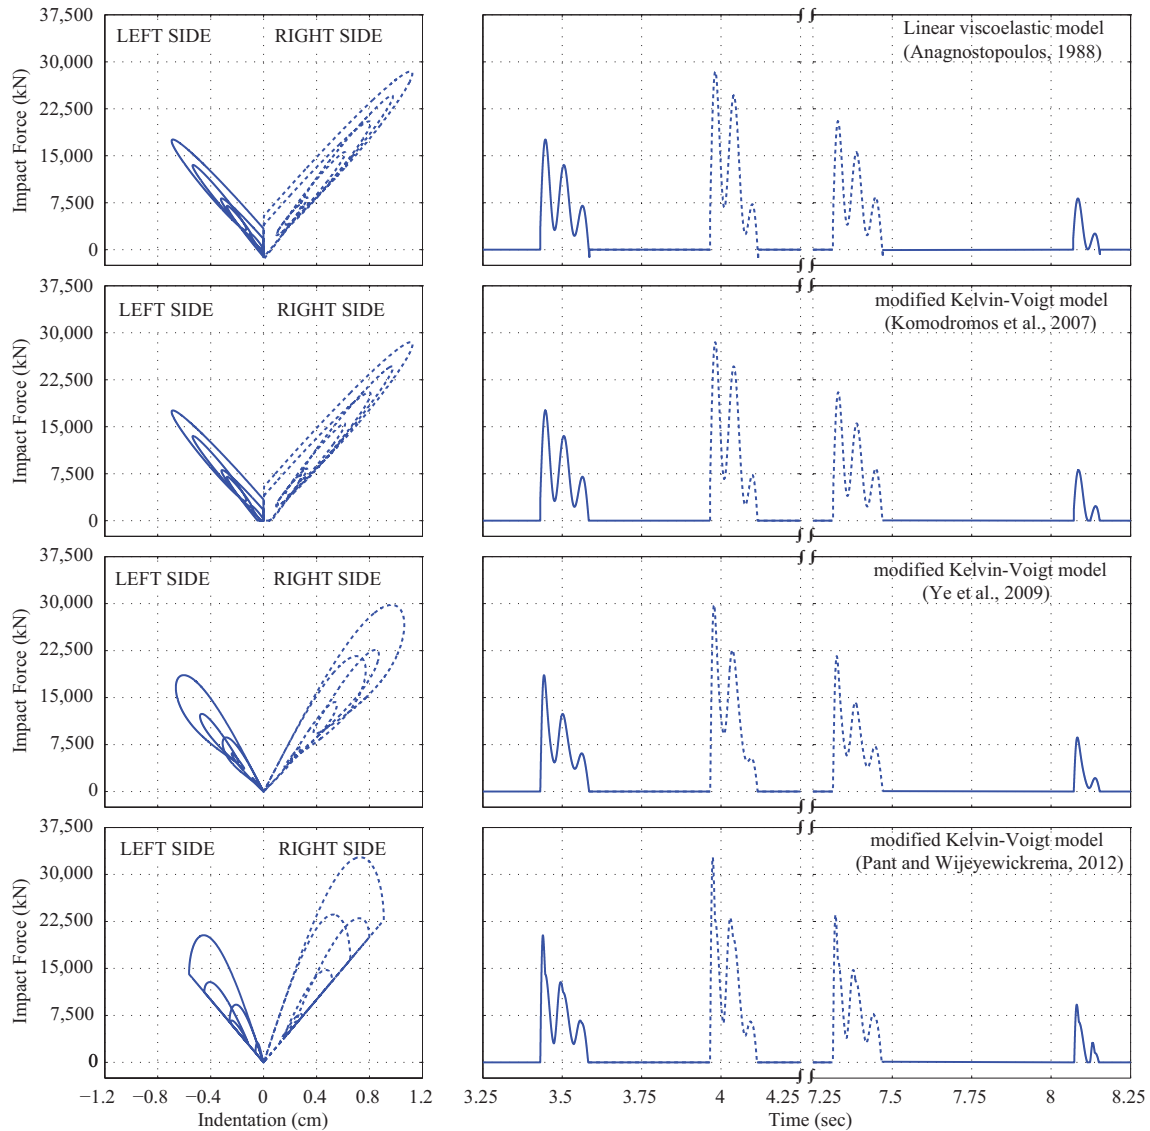 37,500
30,000
22,500
15,000
7,500
0
Impact Force (kN)
LEFT SIDE
RIGHT SIDE
Linear viscoelastic model
(Anagnostopoulos, 1988)
37,500
30,000
22,500
15,000
7,500
0
Impact Force (kN)
LEFT SIDE
RIGHT SIDE
modified Kelvin-Voigt model
(Komodromos et al., 2007)
37,500
30,000
22,500
15,000
7,500
0
Impact Force (kN)
LEFT SIDE
RIGHT SIDE
modified Kelvin-Voigt model
(Ye et al., 2009)
37,500
30,000
22,500
15,000
7,500
0
Impact Force (kN)
LEFT SIDE
RIGHT SIDE
modified Kelvin-Voigt model
(Pant and Wijeyewickrema, 2012)
−1.2 −0.8 −0.4 0 0.4 0.8 1.2
Indentation (cm)
3.25 3.5 3.75 4 4.25 7.25 7.5 7.75 8 8.25
Time (sec)